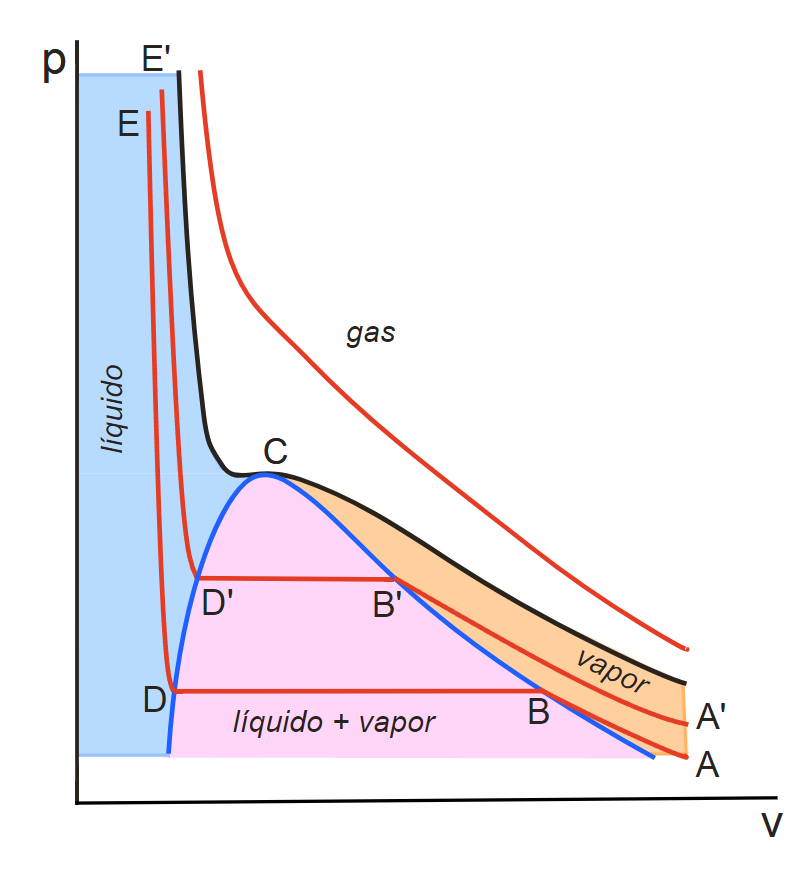 p
E'
E
gas
líquido
C
D'
B'
vapor
D
líquido + vapor
B
A'
A
v